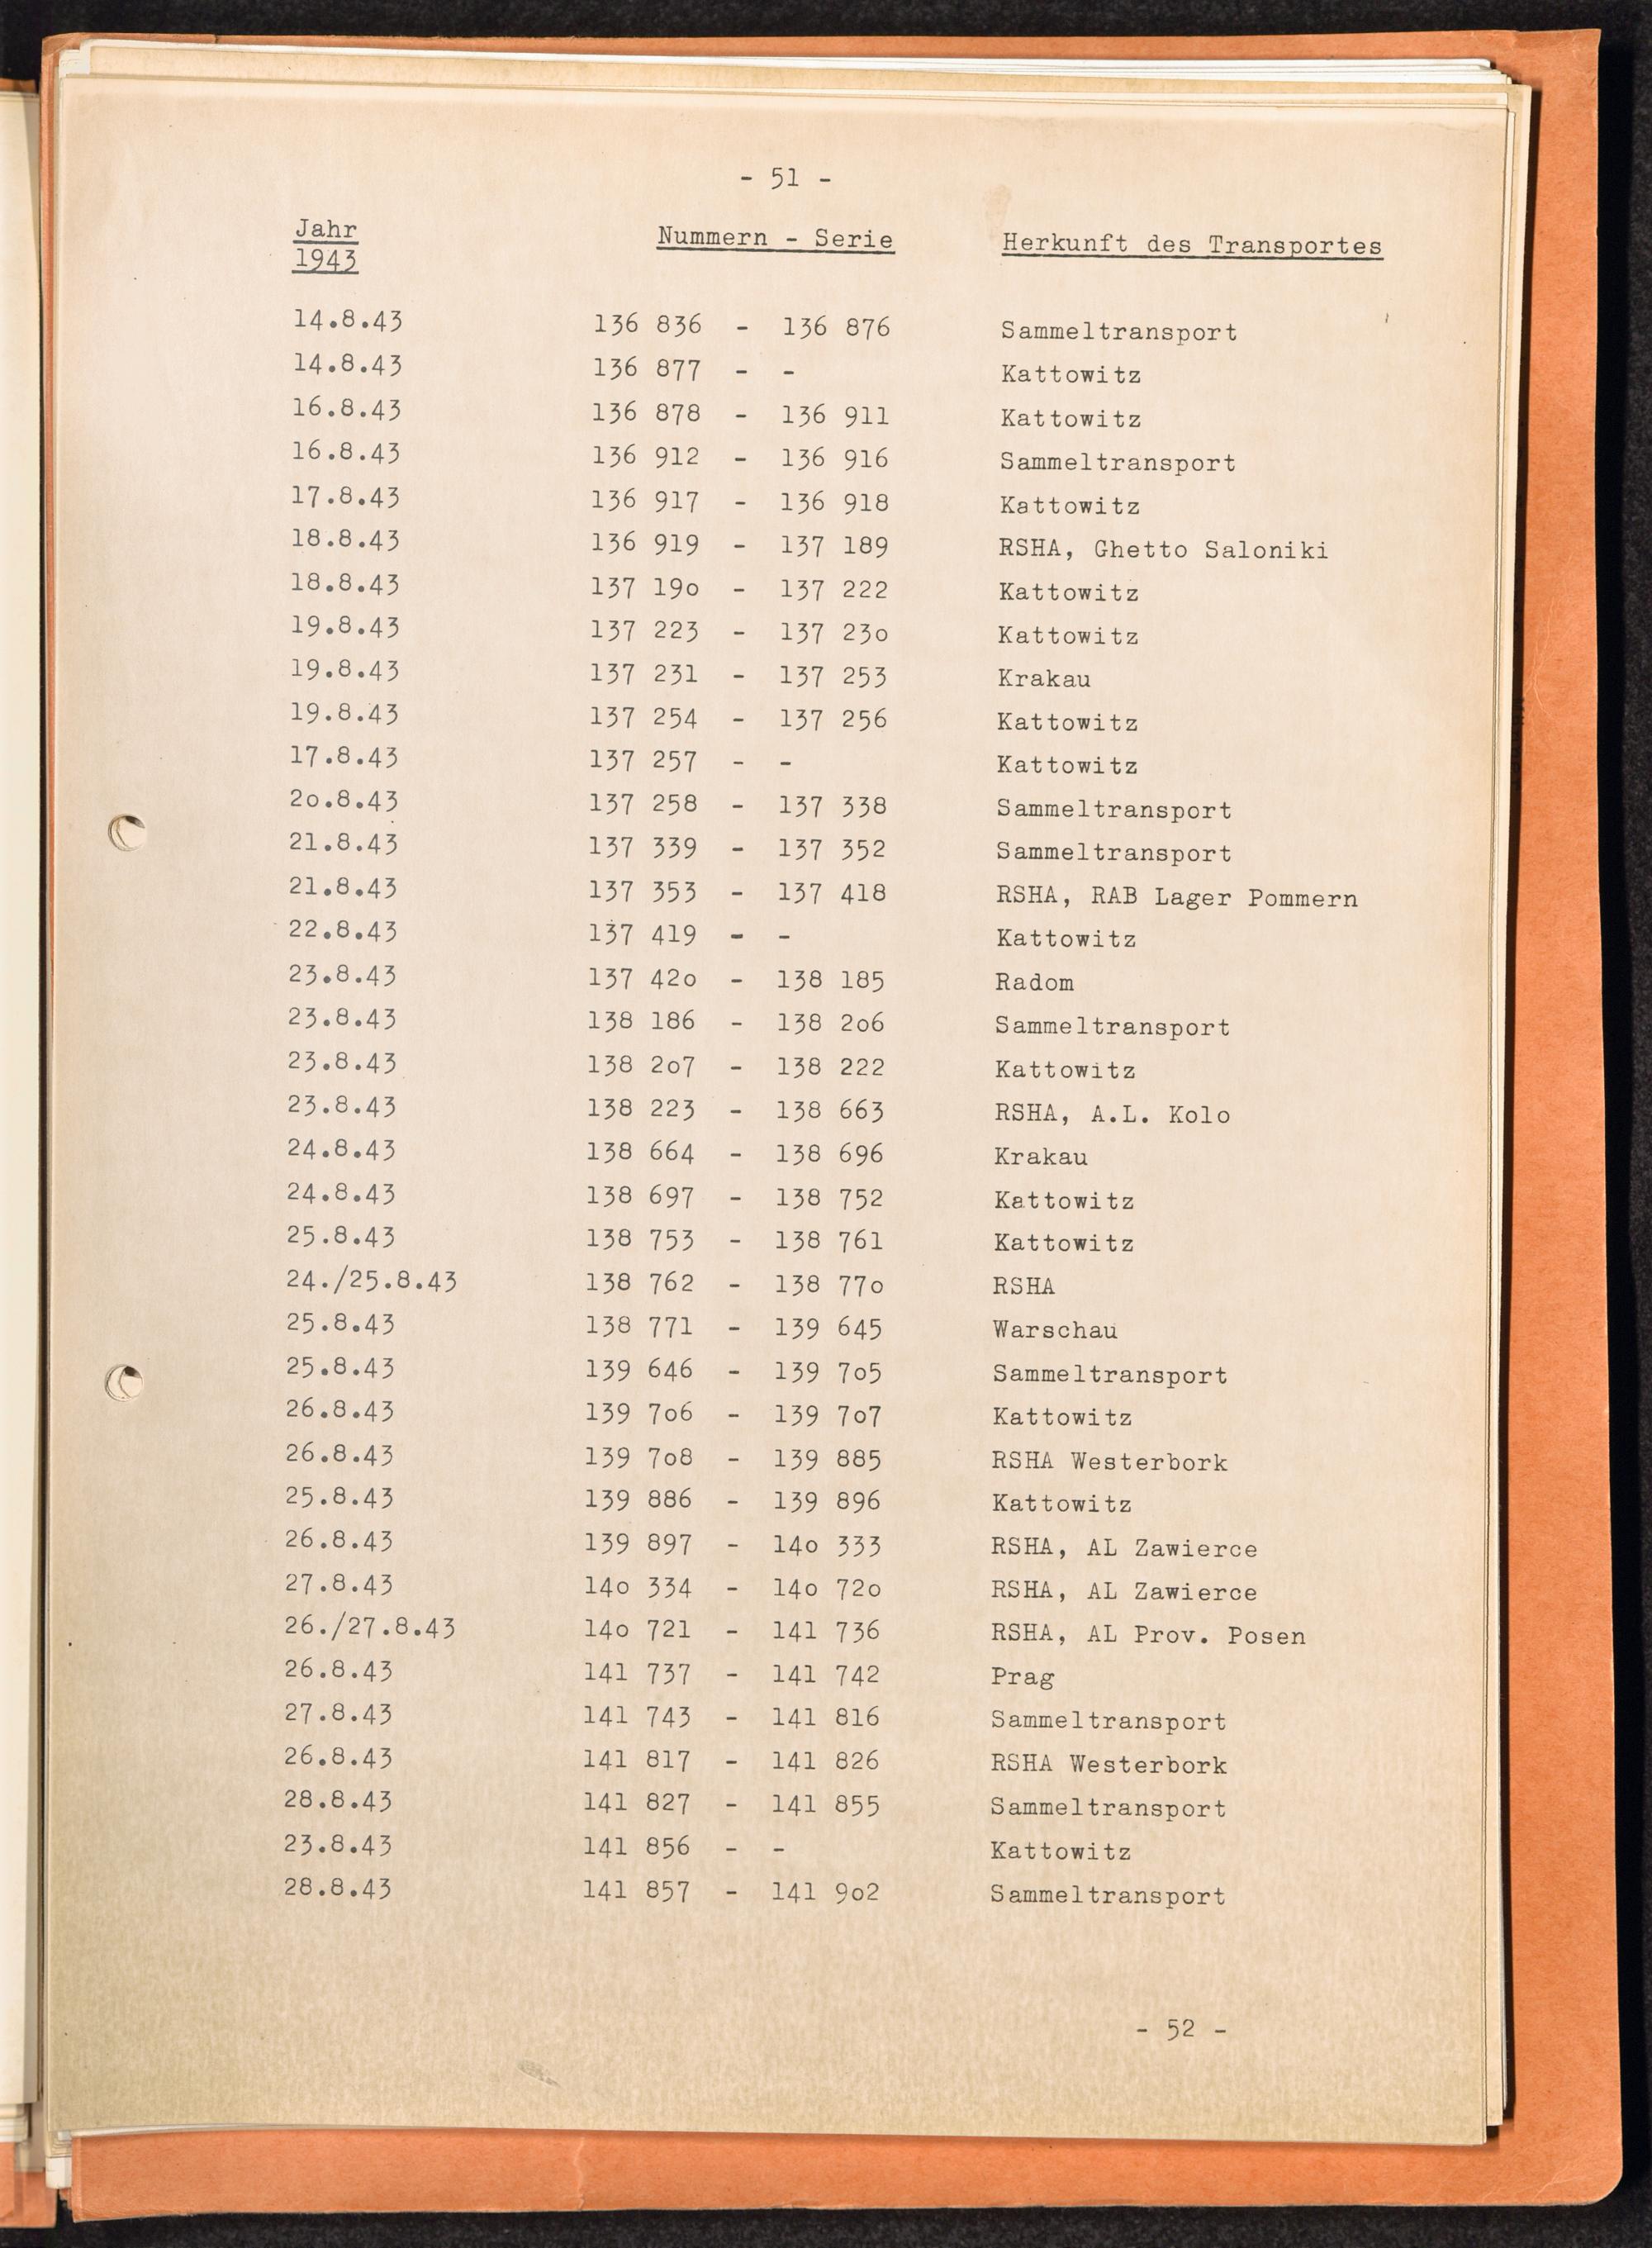 - 51 -
Jahr Nummern - Serie Herkunft des Transportes
1943
14.8.43 136 836 - 136 876 Sammeltransport
14.8.43 136 877 - - Kattowitz
16.8.43 136 878 - 136 911 Kattowitz
16.8.43 136 912 - 136 916 Sammeltransport
17.8.43 136 917 - 136 918 Kattowitz
18.8.43 136 919 - 137 189 RSHA, Ghetto Saloniki
18.8.43 137 19o - 137 222 Kattowitz
19.8.43 137 223 - 137 23o Kattowitz
19.8.43 137 231 - 137 253 Krakau
19.8.43 137 254 - 137 256 Kattowitz
17.8.43 137 257 - - Kattowitz
2o.8.43 137 258 - 137 338 Sammeltransport
21.8.43 137 339 - 137 352 Sammeltransport
21.8.43 137 353 - 137 418 RSHA, RAB Lager Pommern
22.8.43 137 419 - - Kattowitz
23.8.43 137 42o - 138 185 Radom
23.8.43 138 186 - 138 2o6 Sammeltransport
23.8.43 138 2o7 - 138 222 Kattowitz
23.8.43 138 223 - 138 663 RSHA, A.L. Kolo
24.8.43 138 664 - 138 696 Krakau
24.8.43 138 697 - 138 752 Kattowitz
25.8.43 138 753 - 138 761 Kattowitz
24./25.8.43 138 762 - 138 77o RSHA
25.8.43 138 771 - 139 645 Warschau
25.8.43 139 646 - 139 7o5 Sammeltransport
26.8.43 139 7o6 - 139 7o7 Kattowitz
26.8.43 139 7o8 - 139 885 RSHA Westerbork
25.8.43 139 886 - 139 896 Kattowitz
26.8.43 139 897 - 14o 333 RSHA, AL Zawierce
27.8.43 14o 334 - 14o 72o RSHA, AL Zawierce
26./27.8.43 14o 721 - 141 736 RSHA, AL Prov. Posen
26.8.43 141 737 - 141 742 Prag
27.8.43 141 743 - 141 816 Sammeltransport
26.8.43 141 817 - 141 826 RSHA Westerbork
28.8.43 141 827 - 141 855 Sammeltransport
23.8.43 141 856 - - Kattowitz
28.8.43 141 857 - 141 9o2 Sammeltransport
- 52 -